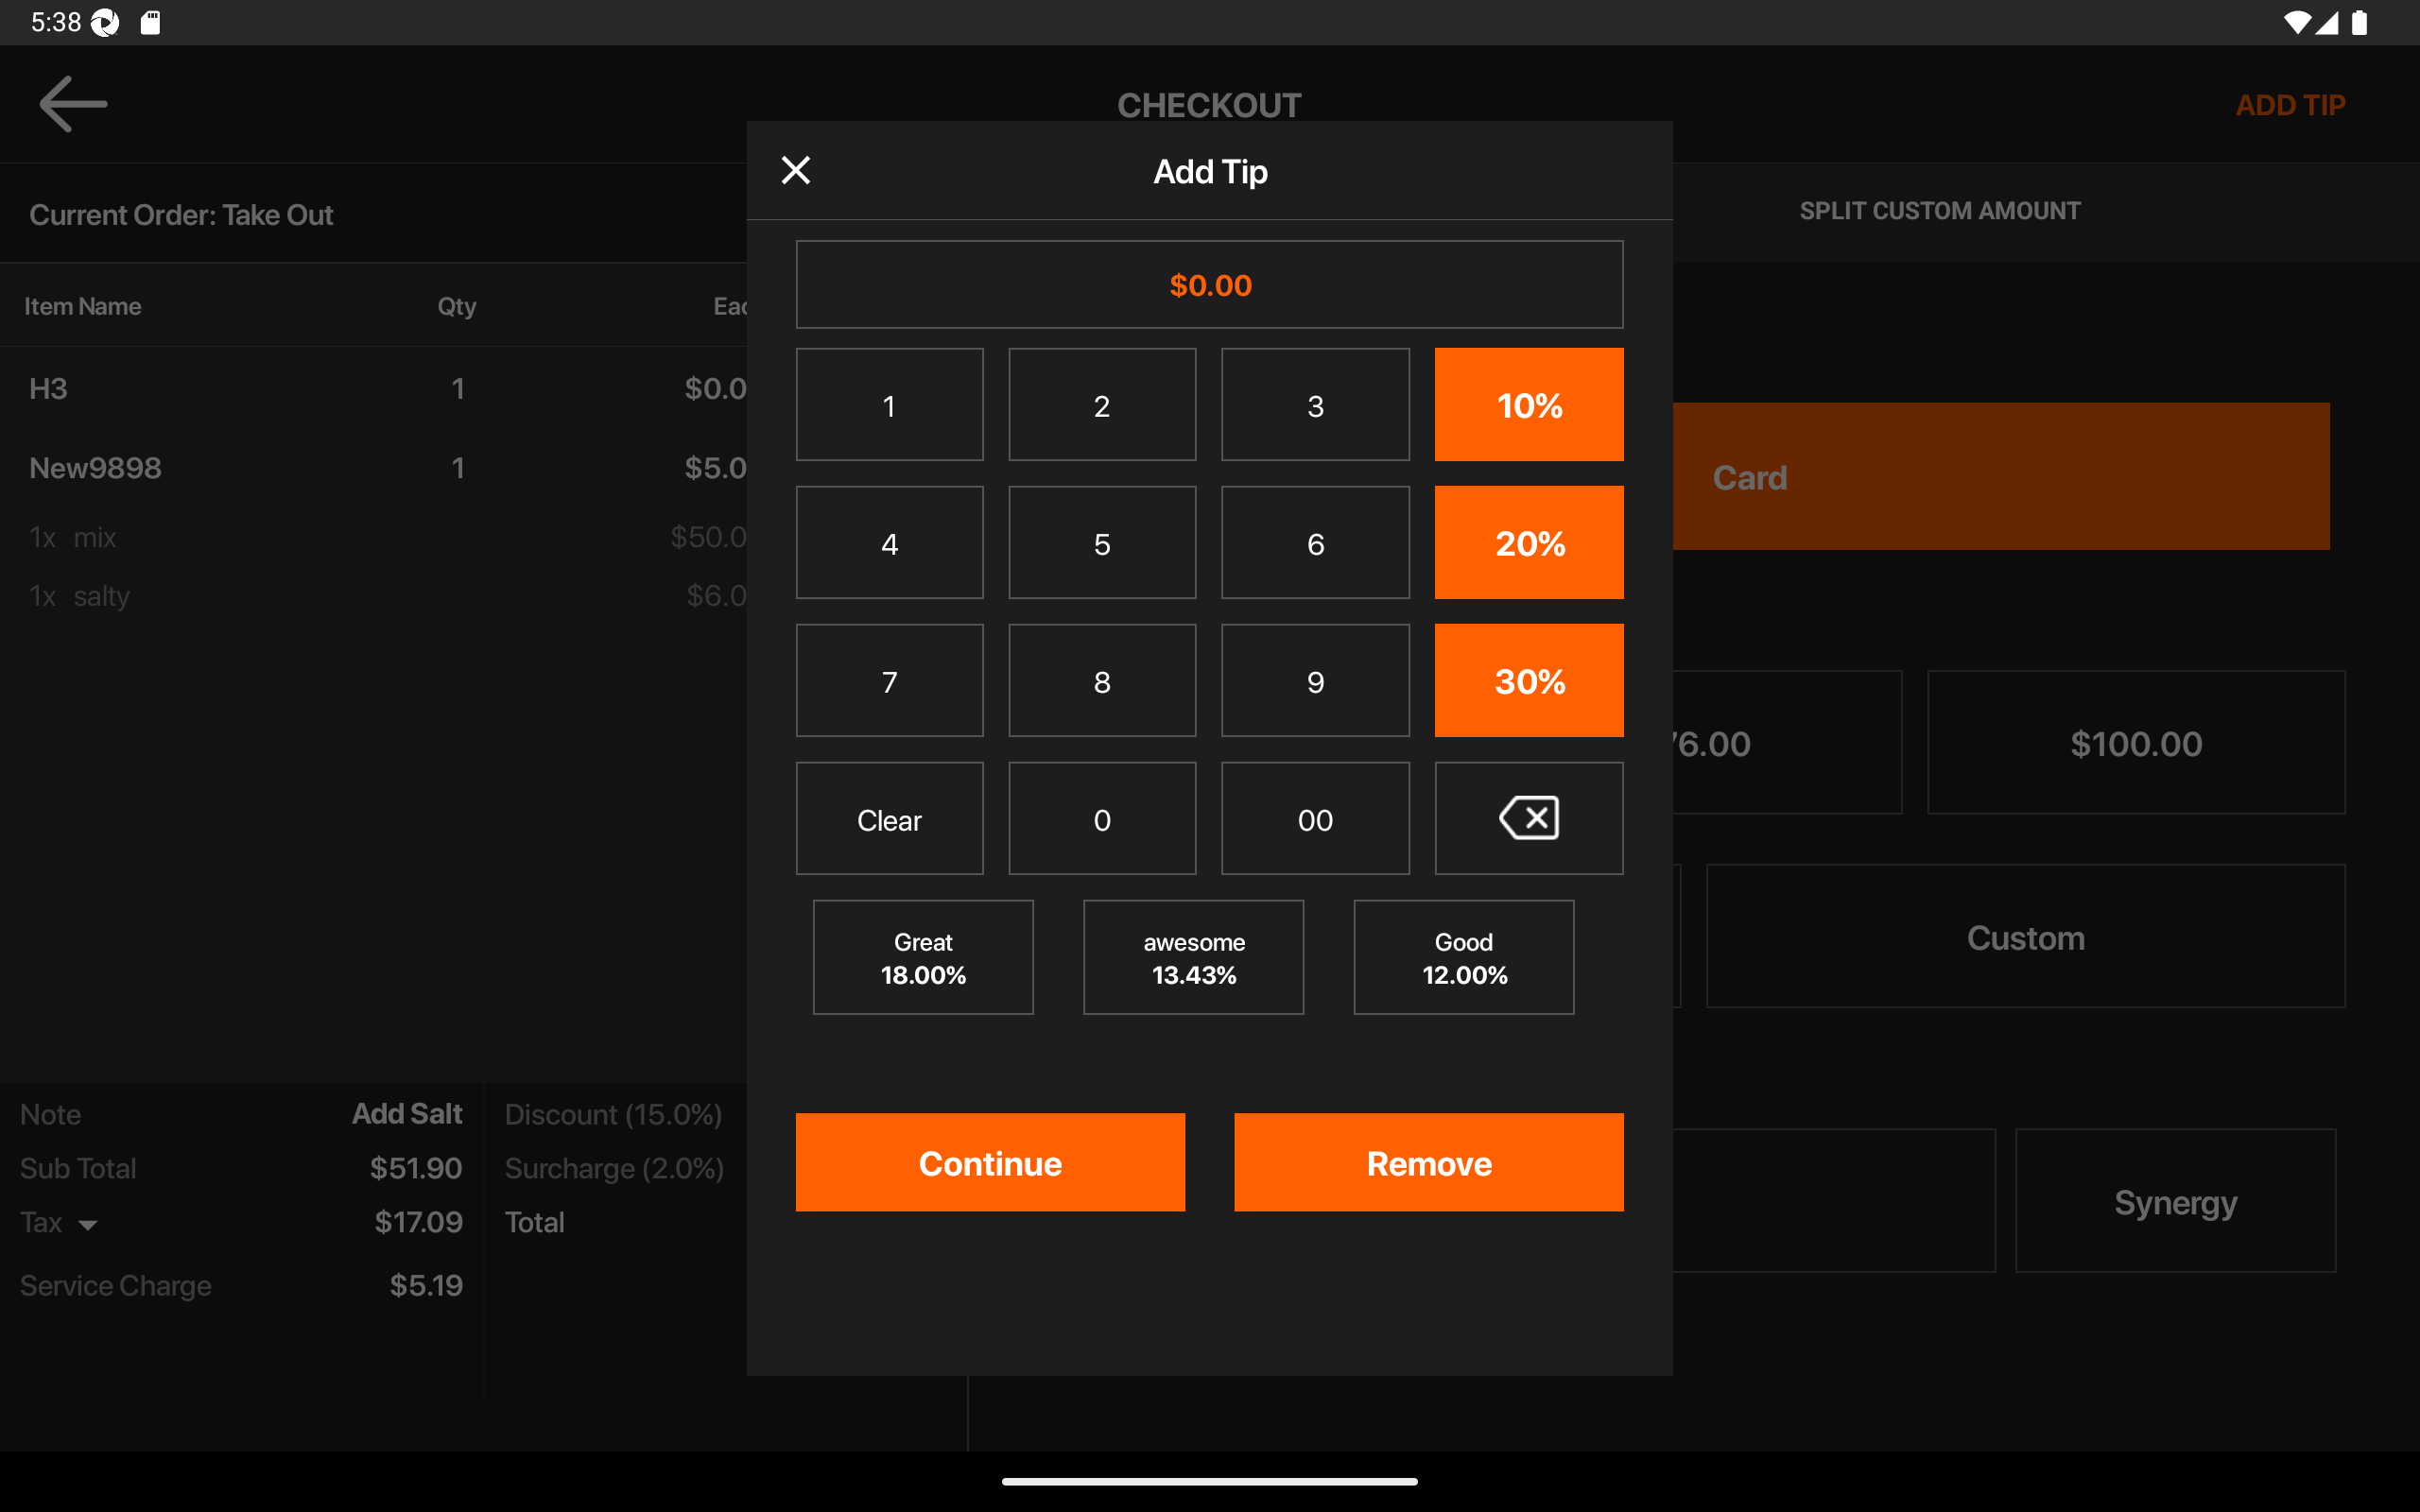 5:38
CHECKOUT
ADD TIP
Add Tip
Current Order: Take Out
SPLIT CUSTOM AMOUNT
$0.00
Item Name Qty
H3 1 $0.0
New9898 1 $5.0
1x mix $50.0
1x salty $6.0
1 2 3 10%
Card
4 5 6 20%
7 8 9 30%
$100.00
Clear 0 00
Great awesome Good
18.00% 13.43% 12.00%
Custom
Note Add Salt
Discount (15.0%)
Sub Total $51.90
Surcharge (2.0%)
Tax $17.09
Total
Service Charge $5.19
Continue Remove
Synergy